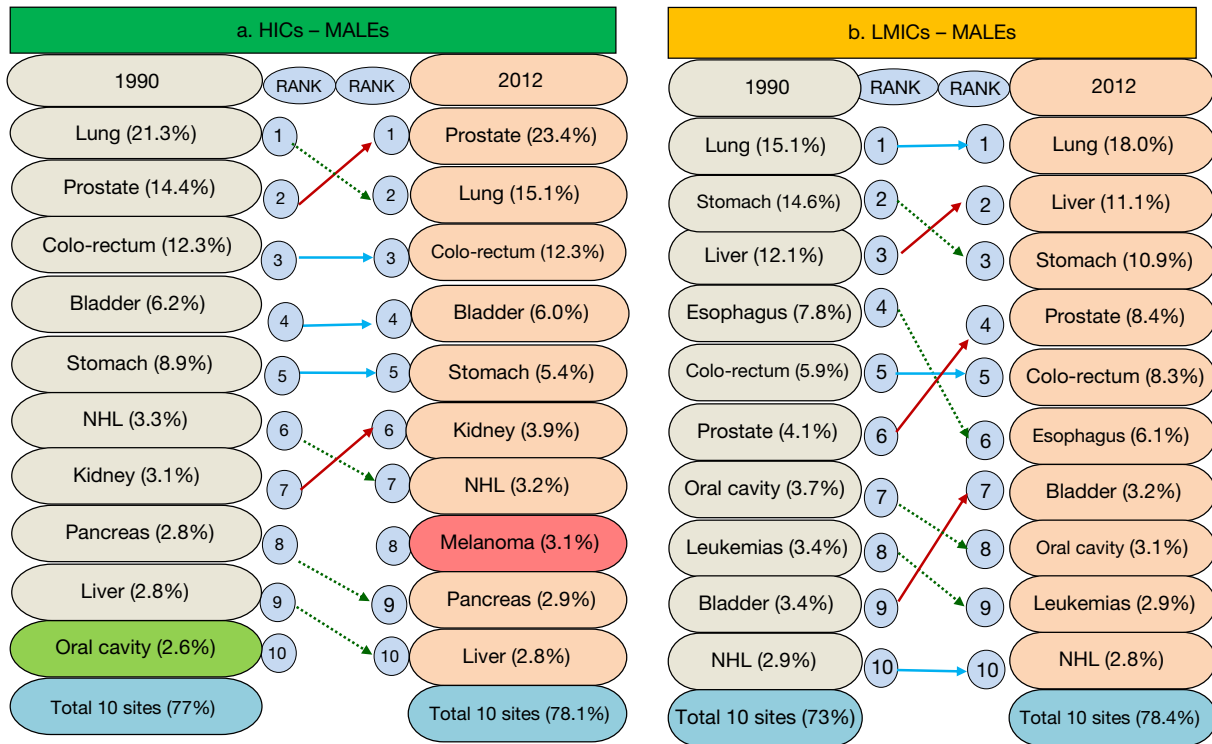 a. HICs – MALEs
1990 RANK RANK 2012
Lung (21.3%) 1 1 Prostate (23.4%)
Prostate (14.4%) 2 2 Lung (15.1%)
Colo-rectum (12.3%) 3 3 Colo-rectum (12.3%)
Bladder (6.2%) 4 4 Bladder (6.0%)
Stomach (8.9%) 5 5 Stomach (5.4%)
NHL (3.3%) 6 6 Kidney (3.9%)
Kidney (3.1%) 7 7 NHL (3.2%)
Pancreas (2.8%) 8 8 Melanoma (3.1%)
Liver (2.8%) 9 9 Pancreas (2.9%)
Oral cavity (2.6%) 10 10 Liver (2.8%)
Total 10 sites (77%) Total 10 sites (78.1%)
b. LMICs – MALEs
1990 RANK RANK 2012
Lung (15.1%) 1 1 Lung (18.0%)
Stomach (14.6%) 2 2 Liver (11.1%)
Liver (12.1%) 3 3 Stomach (10.9%)
Esophagus (7.8%) 4 4 Prostate (8.4%)
Colo-rectum (5.9%) 5 5 Colo-rectum (8.3%)
Prostate (4.1%) 6 6 Esophagus (6.1%)
Oral cavity (3.7%) 7 7 Bladder (3.2%)
Leukemias (3.4%) 8 8 Oral cavity (3.1%)
Bladder (3.4%) 9 9 Leukemias (2.9%)
NHL (2.9%) 10 10 NHL (2.8%)
Total 10 sites (73%) Total 10 sites (78.4%)